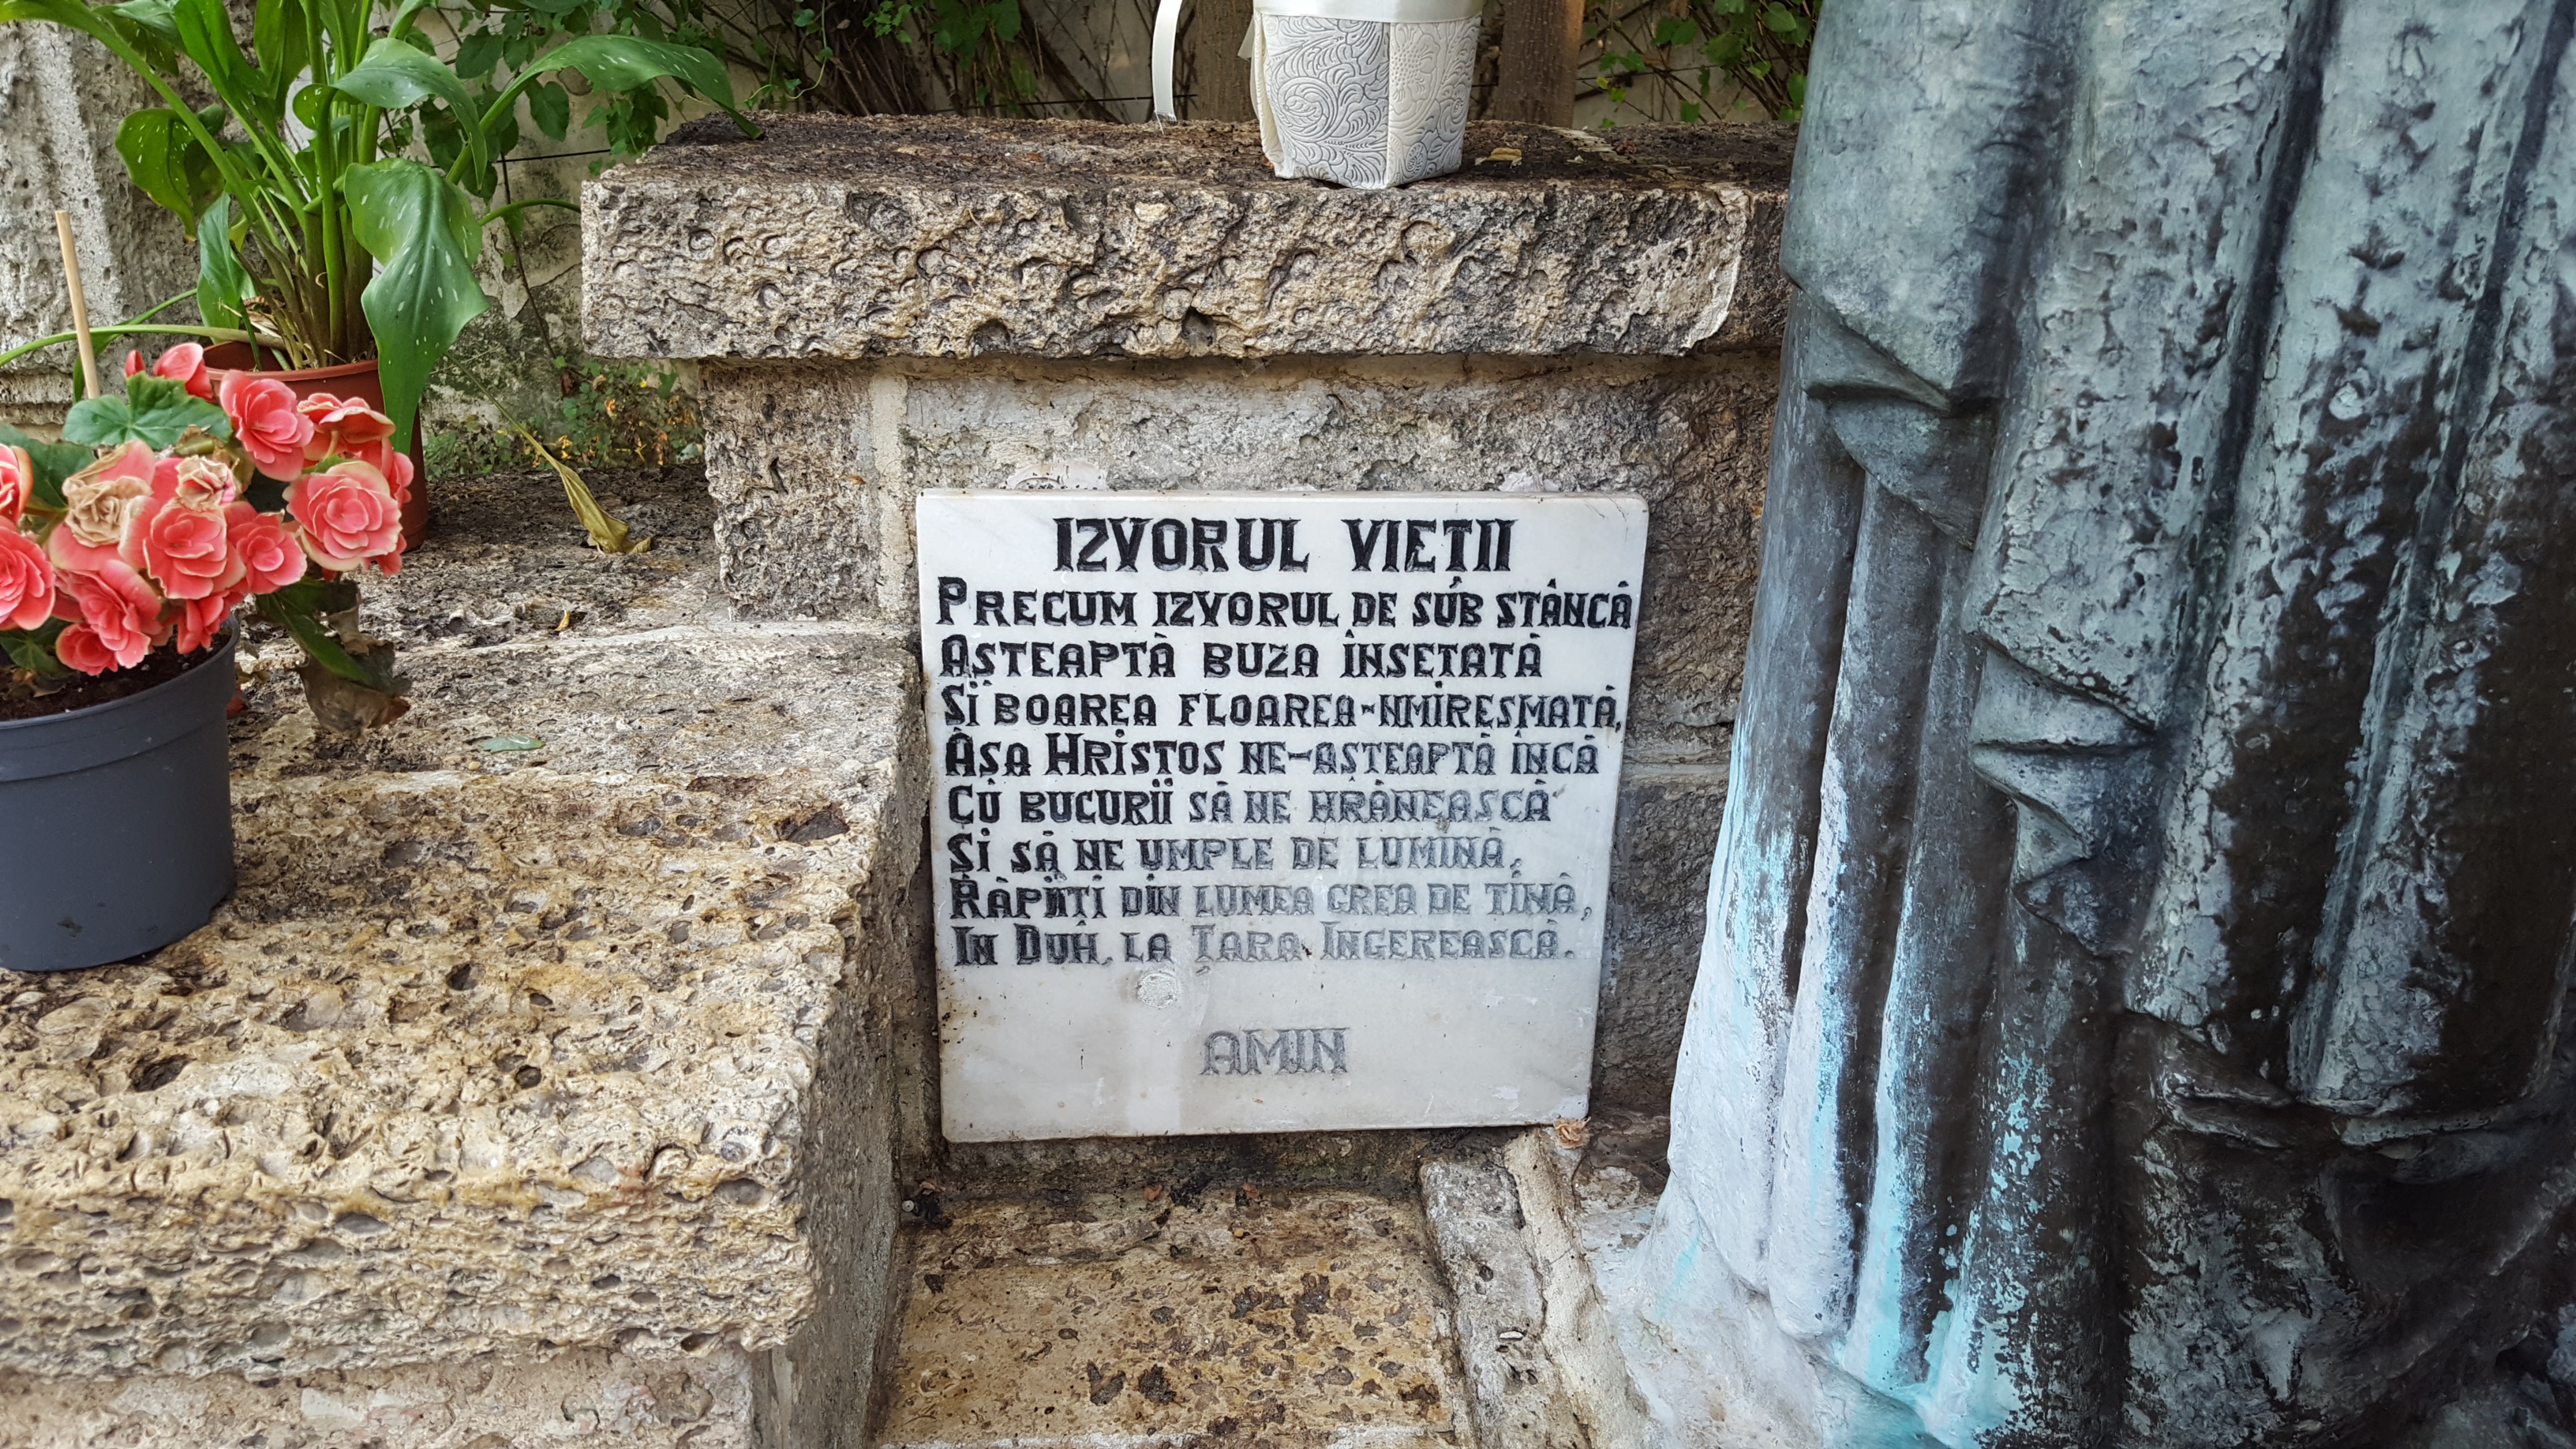 IZVORUL VIEȚII
PRECUM IZVORUL DE SUB STÂNCĂ
AȘTEAPTĂ BUZA ÎNSETATĂ
ȘI BOAREA FLOAREA-NMIRESMATĂ,
AȘA HRISTOS NE-AȘTEAPTĂ ÎNCĂ
CU BUCURII SĂ NE HRĂNEASCĂ
ȘI SĂ NE UMPLE DE LUMINĂ,
RĂPIȚI DIN LUMEA GREA DE TINĂ,
IN DUH, LA ȚARA INGEREASCĂ.
AMIN